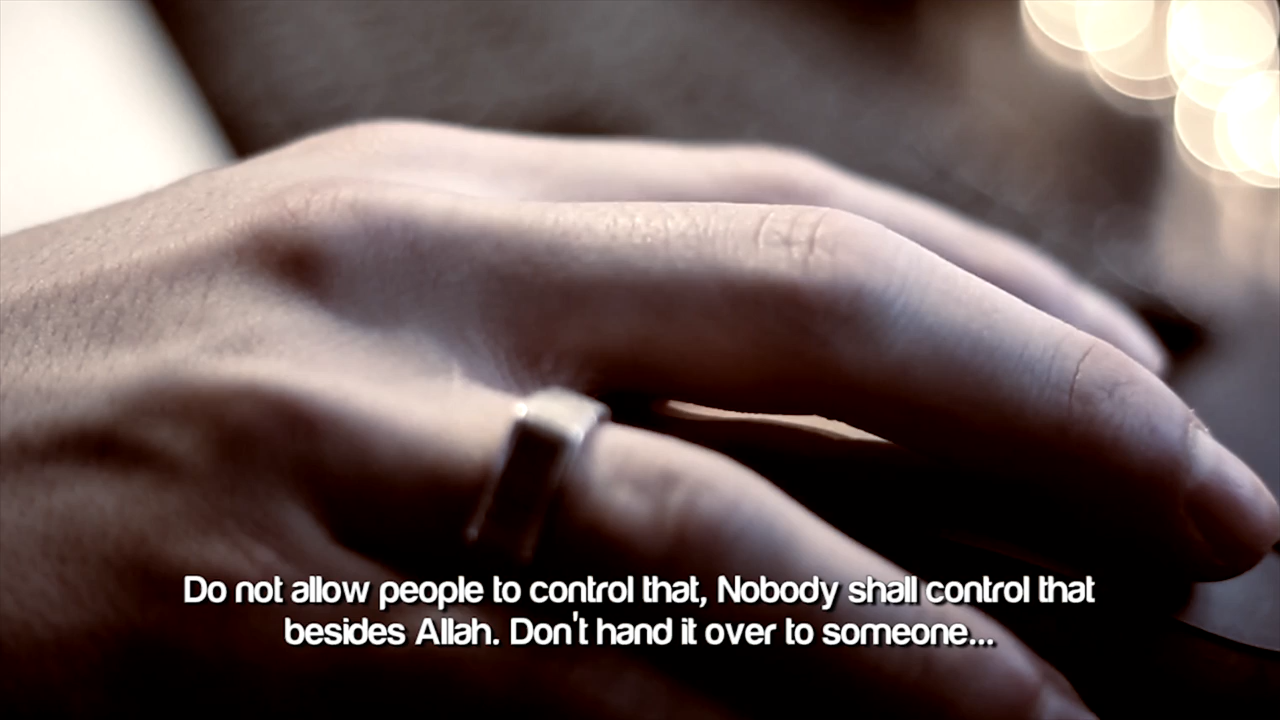 Do not allow people to control that, Nobody shall control that
besides Allah. Don't hand it over to someone...